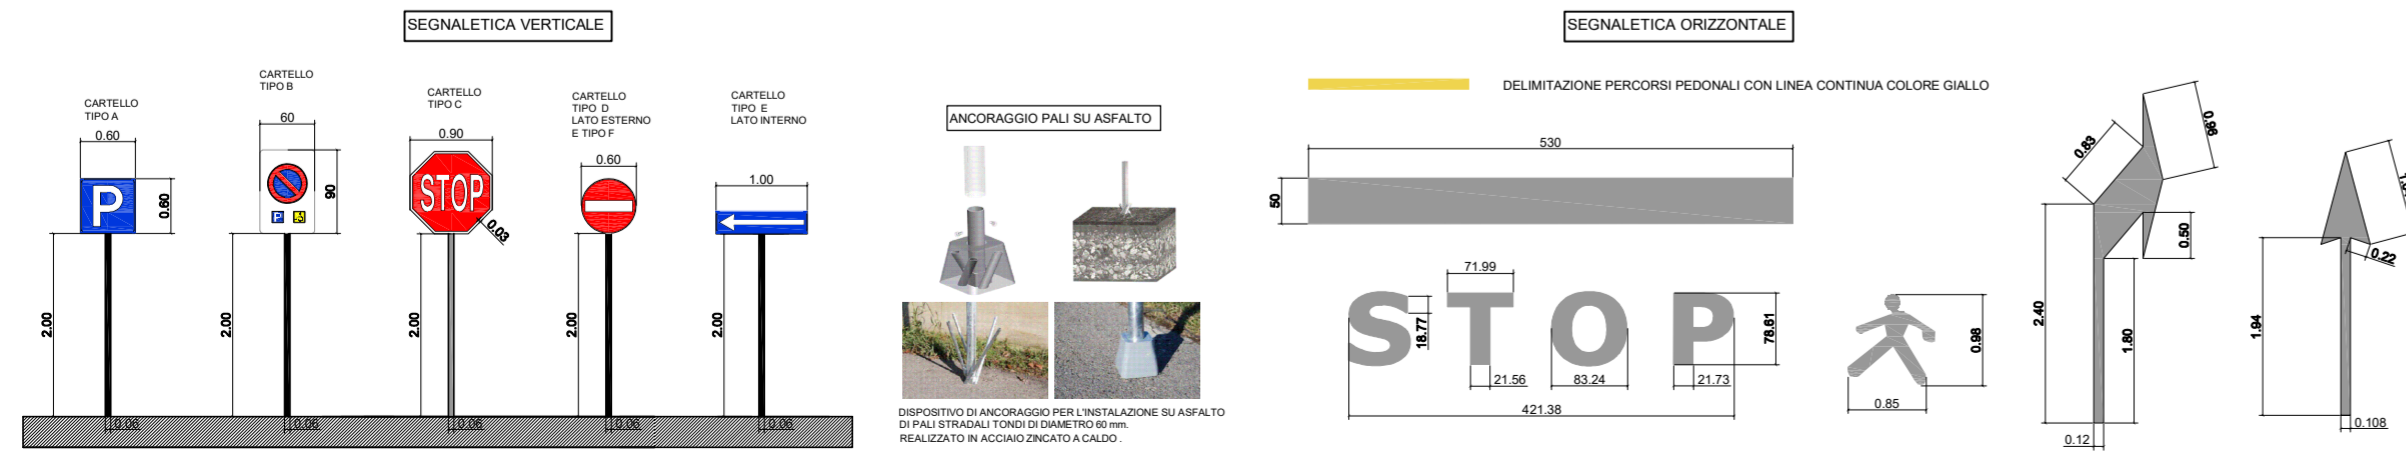 SEGNALETICA VERTICALE
CARTELLO
TIPO A
0.60
0.60
P
2.00
0.06
CARTELLO
TIPO B
60
90
P
2.00
0.06
CARTELLO
TIPO C
0.90
STOP
0.03
2.00
0.06
CARTELLO
TIPO D
LATO ESTERNO
E TIPO F
0.60
2.00
0.06
CARTELLO
TIPO E
LATO INTERNO
1.00
2.00
0.06
ANCORAGGIO PALI SU ASFALTO
DISPOSITIVO DI ANCORAGGIO PER L'INSTALAZIONE SU ASFALTO
DI PALI STRADALI TONDI DI DIAMETRO 60 mm.
REALIZZATO IN ACCIAIO ZINCATO A CALDO .
SEGNALETICA ORIZZONTALE
DELIMITAZIONE PERCORSI PEDONALI CON LINEA CONTINUA COLORE GIALLO
530
50
71.99
STOP
18.77
78.61
21.56
83.24
21.73
421.38
0.98
0.85
0.83
0.96
0.50
2.40
1.80
0.12
0.22
1.94
0.108